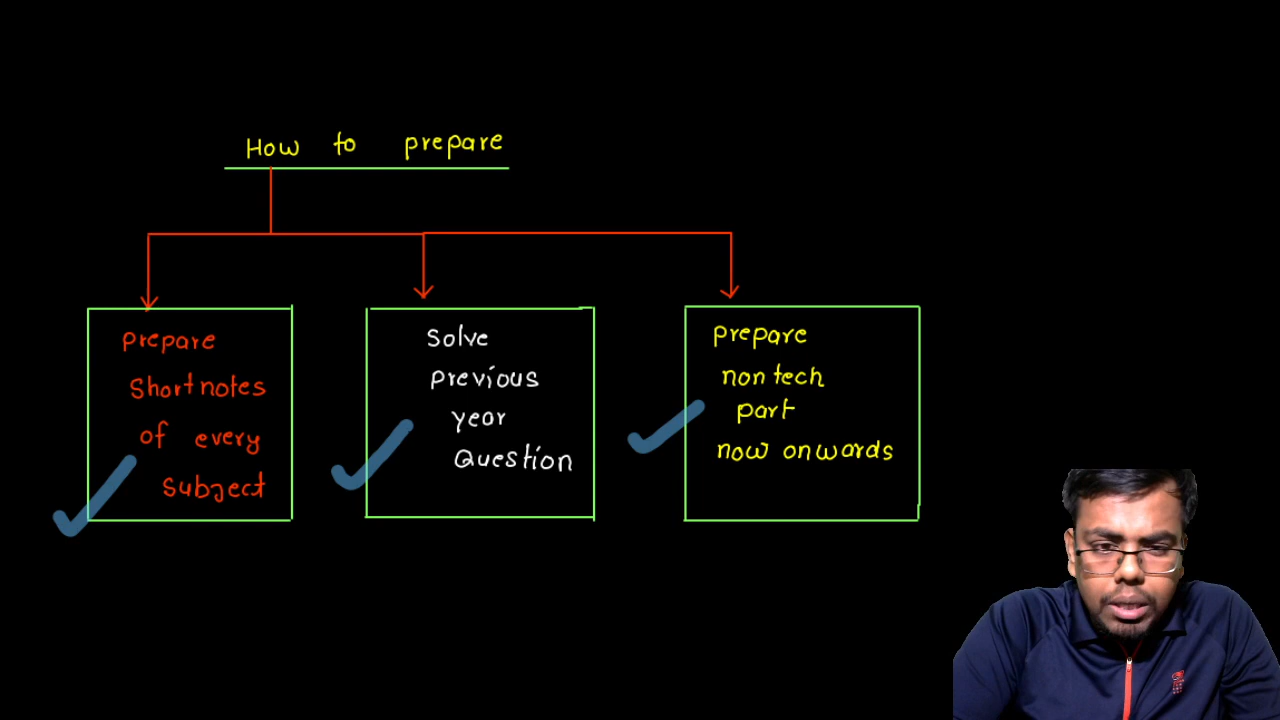 How to prepare
prepare
Short notes
of every
Subject
Solve
previous
year
Question
prepare
non tech
part
now onwards